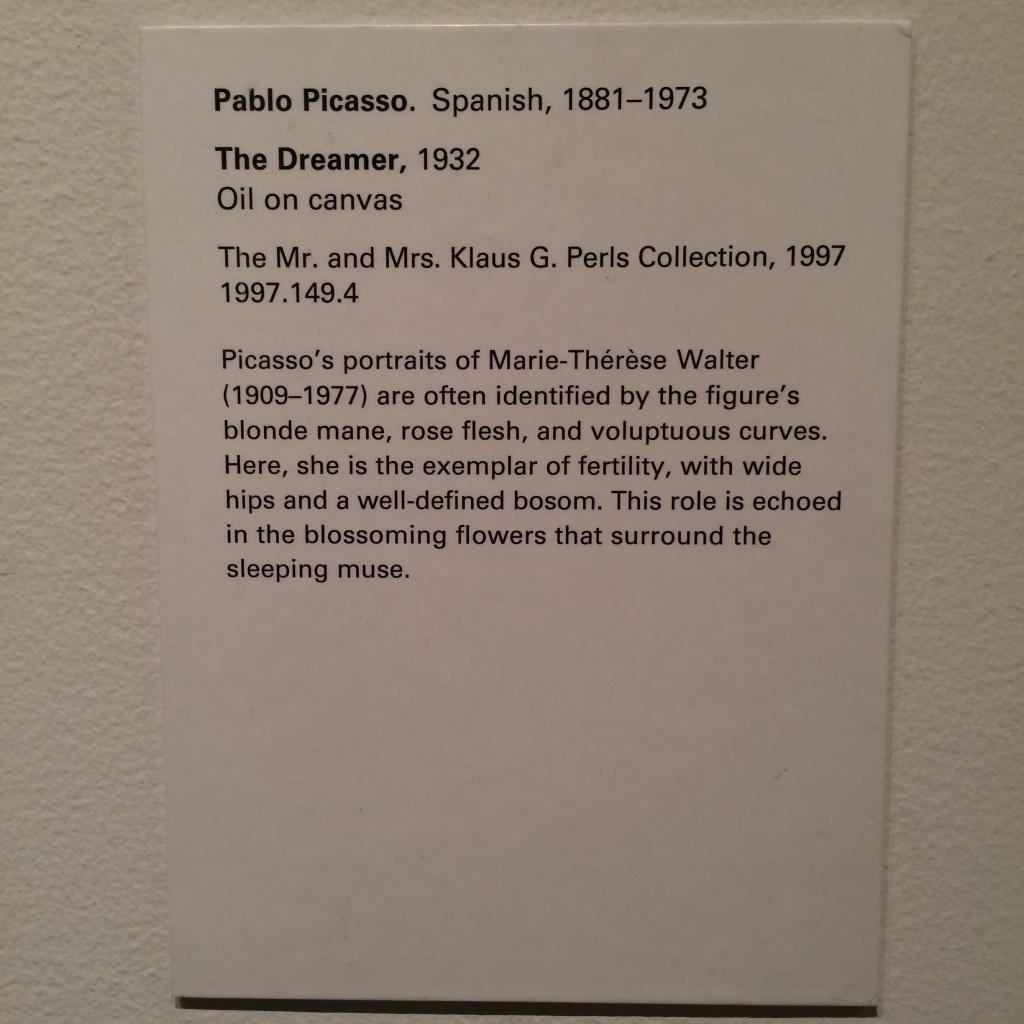 Pablo Picasso. Spanish, 1881–1973
The Dreamer, 1932
Oil on canvas
The Mr. and Mrs. Klaus G. Perls Collection, 1997
1997.149.4
Picasso's portraits of Marie-Thérèse Walter
(1909–1977) are often identified by the figure's
blonde mane, rose flesh, and voluptuous curves.
Here, she is the exemplar of fertility, with wide
hips and a well-defined bosom. This role is echoed
in the blossoming flowers that surround the
sleeping muse.